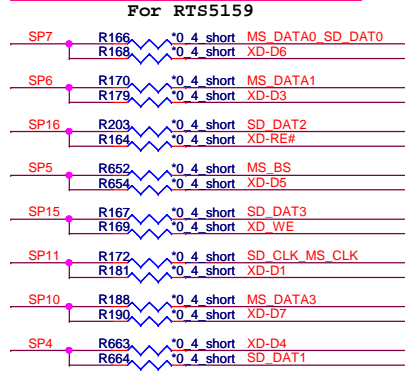 For RTS5159
SP7 R166 *0_4_short MS_DATA0_SD_DAT0
R168 *0_4_short XD-D6
SP6 R170 *0_4_short MS_DATA1
R179 *0_4_short XD-D3
SP16 R203 *0_4_short SD_DAT2
R164 *0_4_short XD-RE#
SP5 R652 *0_4_short MS_BS
R654 *0_4_short XD-D5
SP15 R167 *0_4_short SD_DAT3
R169 *0_4_short XD_WE
SP11 R172 *0_4_short SD_CLK_MS_CLK
R181 *0_4_short XD-D1
SP10 R188 *0_4_short MS_DATA3
R190 *0_4_short XD-D7
SP4 R663 *0_4_short XD-D4
R664 *0_4_short SD_DAT1